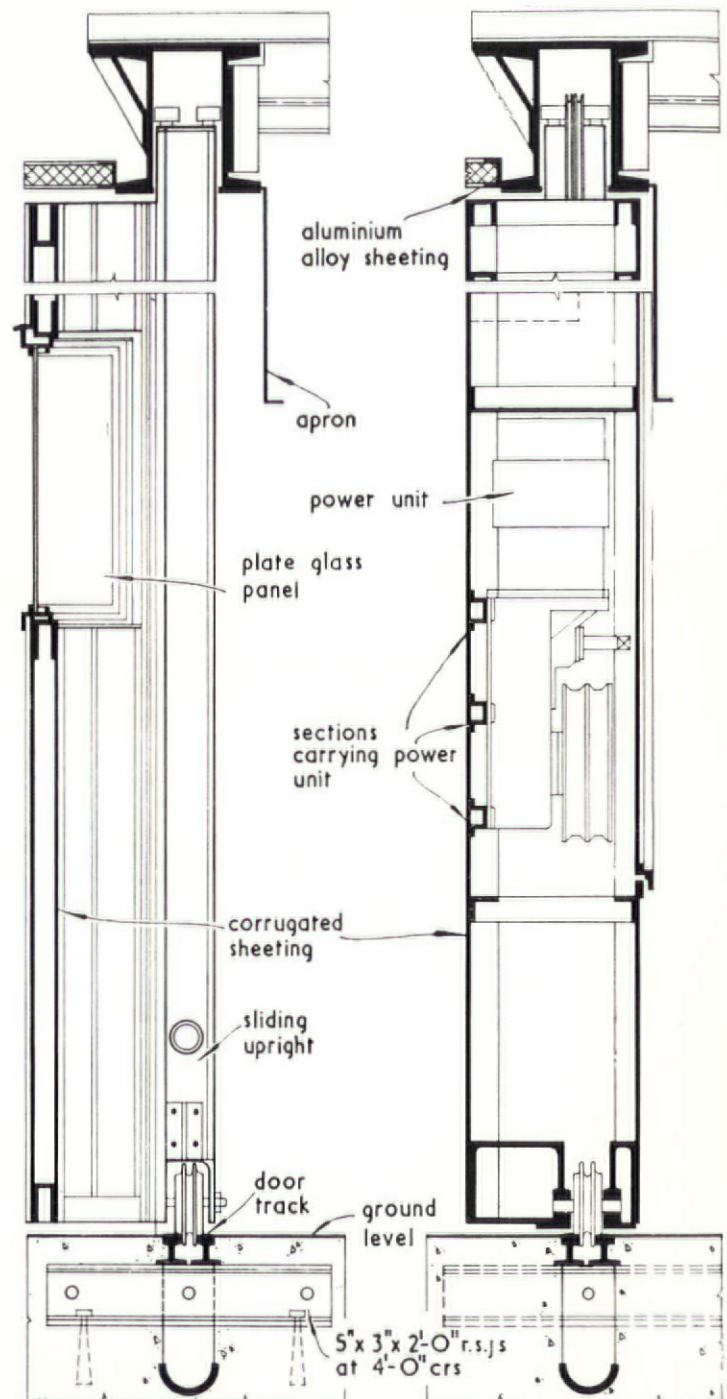 aluminium
alloy sheeting
apron
power unit
plate glass
panel
sections
carrying power
unit
corrugated
sheeting
sliding
upright
door
track
ground
level
5" x 3" x 2'-0" r.s.js
at 4'-0" crs